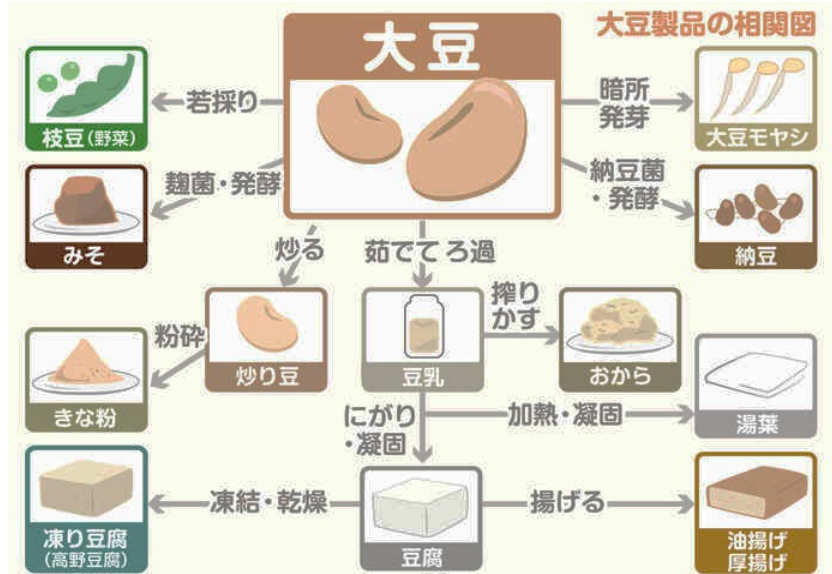 大豆製品の相関図
大豆
若採り
暗所
発芽
枝豆(野菜)
大豆モヤシ
麹菌・発酵
納豆菌
・発酵
みそ
納豆
炒る
茹でてろ過
粉砕
搾り
かす
きな粉
炒り豆
豆乳
おから
にがり
・凝固
加熱・凝固
湯葉
凍結・乾燥
揚げる
凍り豆腐
(高野豆腐)
豆腐
油揚げ
厚揚げ